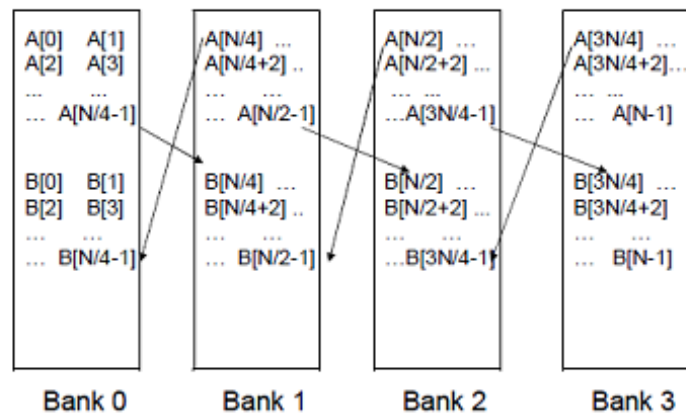 A[0] A[1] A[N/4] ... A[N/2] ... A[3N/4] ...
A[2] A[3] A[N/4+2] .. A[N/2+2] ... A[3N/4+2]...
... ... ... ... ... ... ... ...
... A[N/4-1] ... A[N/2-1] ...A[3N/4-1] ... A[N-1]
B[0] B[1] B[N/4] ... B[N/2] ... B[3N/4] ...
B[2] B[3] B[N/4+2] .. B[N/2+2] ... B[3N/4+2]
... ... ... ... ... ... ... ...
... B[N/4-1] ... B[N/2-1] ...B[3N/4-1] ... B[N-1]
Bank 0 Bank 1 Bank 2 Bank 3